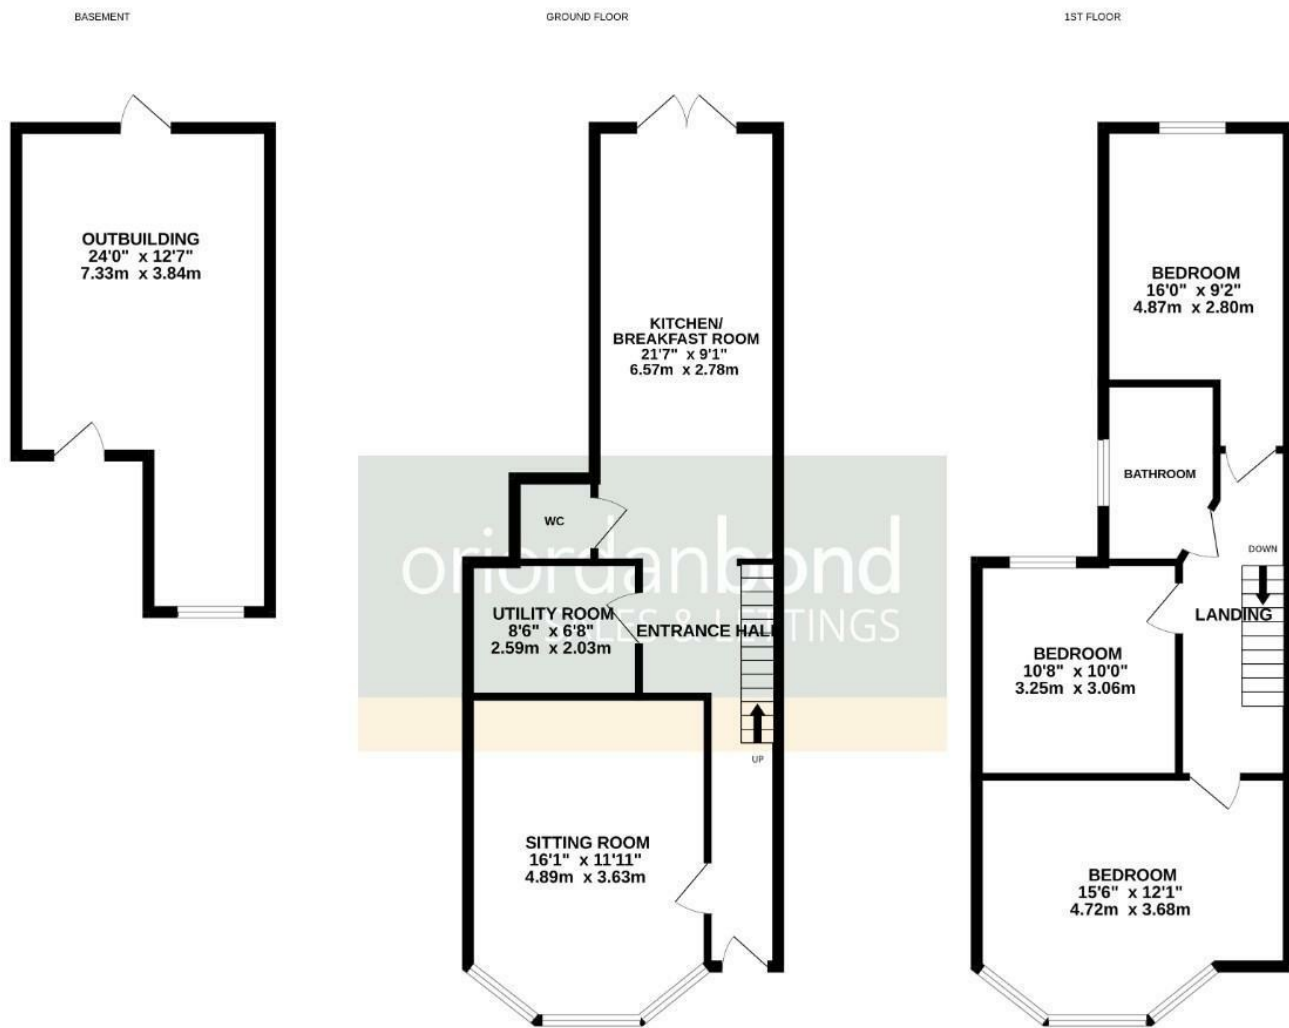 BASEMENT
GROUND FLOOR
1ST FLOOR
OUTBUILDING
24'0" x 12'7"
7.33m x 3.84m
KITCHEN/
BREAKFAST ROOM
21'7" x 9'1"
6.57m x 2.78m
WC
UTILITY ROOM
8'6" x 6'8"
2.59m x 2.03m
ENTRANCE HALL
UP
SITTING ROOM
16'1" x 11'11"
4.89m x 3.63m
BEDROOM
16'0" x 9'2"
4.87m x 2.80m
BATHROOM
DOWN
LANDING
BEDROOM
10'8" x 10'0"
3.25m x 3.06m
BEDROOM
15'6" x 12'1"
4.72m x 3.68m
oriordanbond
SALES & LETTINGS